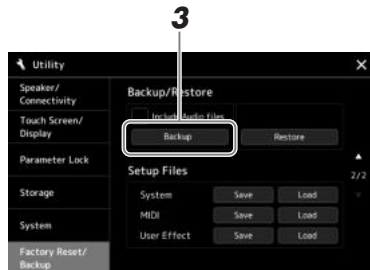 3
Utility
Speaker/
Connectivity
Touch Screen/
Display
Parameter Lock
Storage
System
Factory Reset/
Backup
Backup/Restore
Include Audio files
Backup Restore
Setup Files
2/2
System Save Load
MIDI Save Load
User Effect Save Load